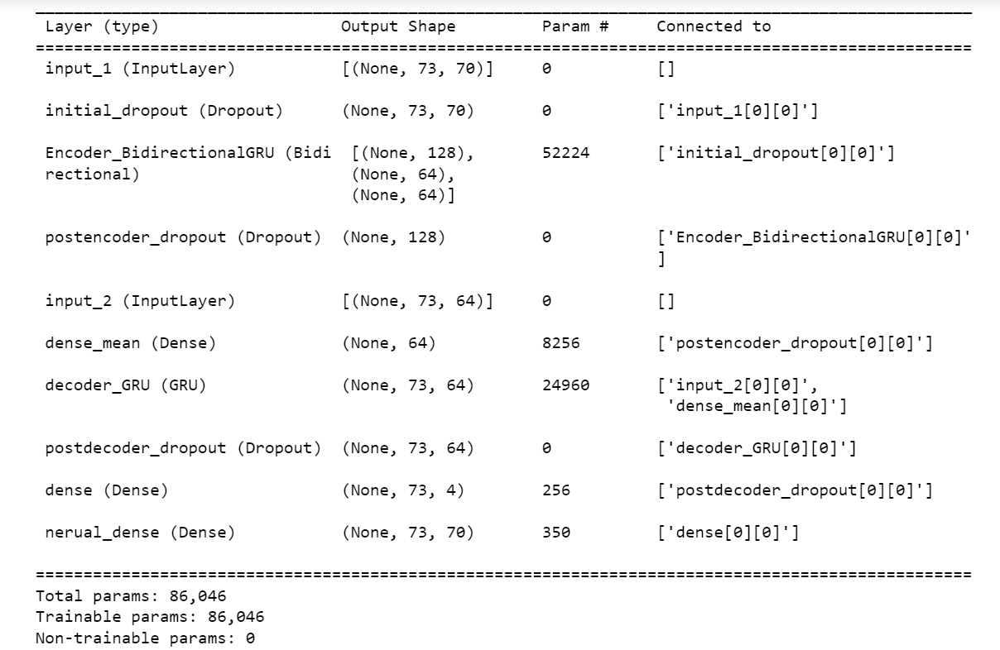 Layer (type) Output Shape Param # Connected to
input_1 (InputLayer) [(None, 73, 70)] 0 []
initial_dropout (Dropout) (None, 73, 70) 0 ['input_1[0][0]']
Encoder_BidirectionalGRU (Bidi [(None, 128), 52224 ['initial_dropout[0][0]']
rectional) (None, 64),
(None, 64)]
postencoder_dropout (Dropout) (None, 128) 0 ['Encoder_BidirectionalGRU[0][0]'
]
input_2 (InputLayer) [(None, 73, 64)] 0 []
dense_mean (Dense) (None, 64) 8256 ['postencoder_dropout[0][0]']
decoder_GRU (GRU) (None, 73, 64) 24960 ['input_2[0][0]',
'dense_mean[0][0]']
postdecoder_dropout (Dropout) (None, 73, 64) 0 ['decoder_GRU[0][0]']
dense (Dense) (None, 73, 4) 256 ['postdecoder_dropout[0][0]']
nerual_dense (Dense) (None, 73, 70) 350 ['dense[0][0]']
Total params: 86,046
Trainable params: 86,046
Non-trainable params: 0